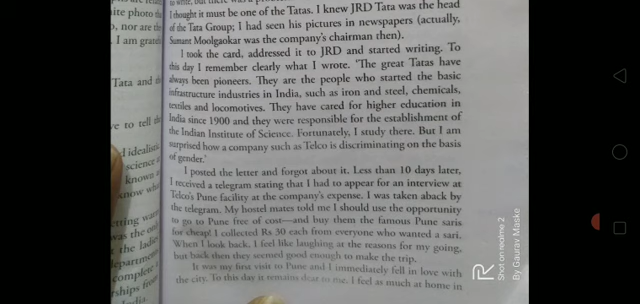 I thought it must be one of the Tatas. I knew JRD Tata was the head
of the Tata Group; I had seen his pictures in newspapers (actually,
Sumant Moolgaokar was the company's chairman then).
I took the card, addressed it to JRD and started writing. To
this day I remember clearly what I wrote. 'The great Tatas have
always been pioneers. They are the people who started the basic
infrastructure industries in India, such as iron and steel, chemicals,
textiles and locomotives. They have cared for higher education in
India since 1900 and they were responsible for the establishment of
the Indian Institute of Science. Fortunately, I study there. But I am
surprised how a company such as Telco is discriminating on the basis
of gender.'
I posted the letter and forgot about it. Less than 10 days later,
I received a telegram stating that I had to appear for an interview at
Telco's Pune facility at the company's expense. I was taken aback by
the telegram. My hostel mates told me I should use the opportunity
to go to Pune free of cost—and buy them the famous Pune saris
for cheap! I collected Rs 30 each from everyone who wanted a sari.
When I look back, I feel like laughing at the reasons for my going,
but back then they seemed good enough to make the trip.
It was my first visit to Pune and I immediately fell in love with
the city. To this day it remains dear to me. I feel as much at home in
photo
nor are
I am
Tata and
to tell
idealistic
science
known
know
was the
the
Shot on realme 2
By Gaurav Maske